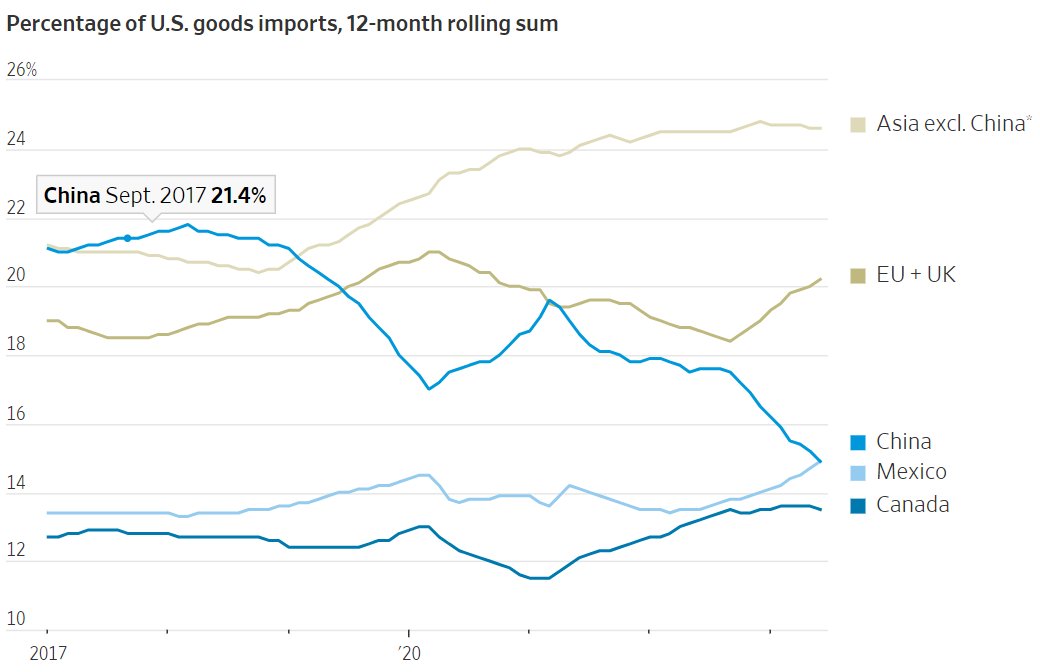 Percentage of U.S. goods imports, 12-month rolling sum
26%
24
22
20
18
16
14
12
10
China Sept. 2017 21.4%
2017
'20
Asia excl. China*
EU + UK
China
Mexico
Canada